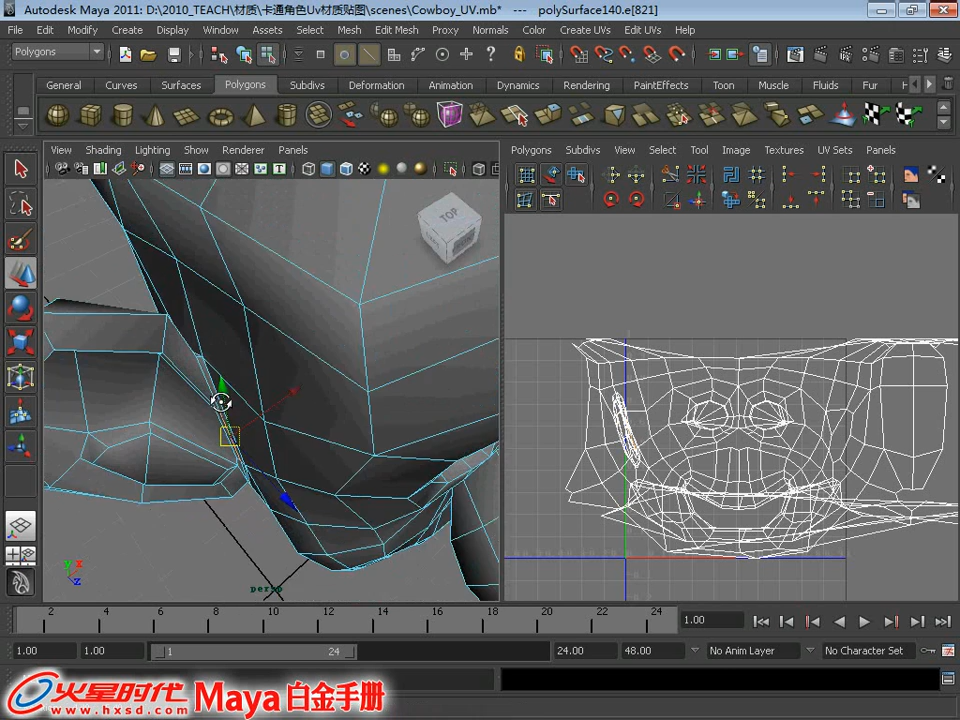 Autodesk Maya 2011: D:\2010_TEACH\材质\卡通角色Uv材质贴图\scenes\Cowboy_UV.mb* --- polySurface140.e[821]
File Edit Modify Create Display Window Assets Select Mesh Edit Mesh Proxy Normals Color Create UVs Edit UVs Help
Polygons
General Curves Surfaces Polygons Subdivs Deformation Animation Dynamics Rendering PaintEffects Toon Muscle Fluids Fur
View Shading Lighting Show Renderer Panels
Polygons Subdivs View Select Tool Image Textures UV Sets Panels
TOP
y x
z
persp
2 4 6 8 10 12 14 16 18 20 22 24
1.00
1.00 1.00 1 24 24.00 48.00 No Anim Layer No Character Set
火星时代
www.hxsd.com
Maya 白金手册